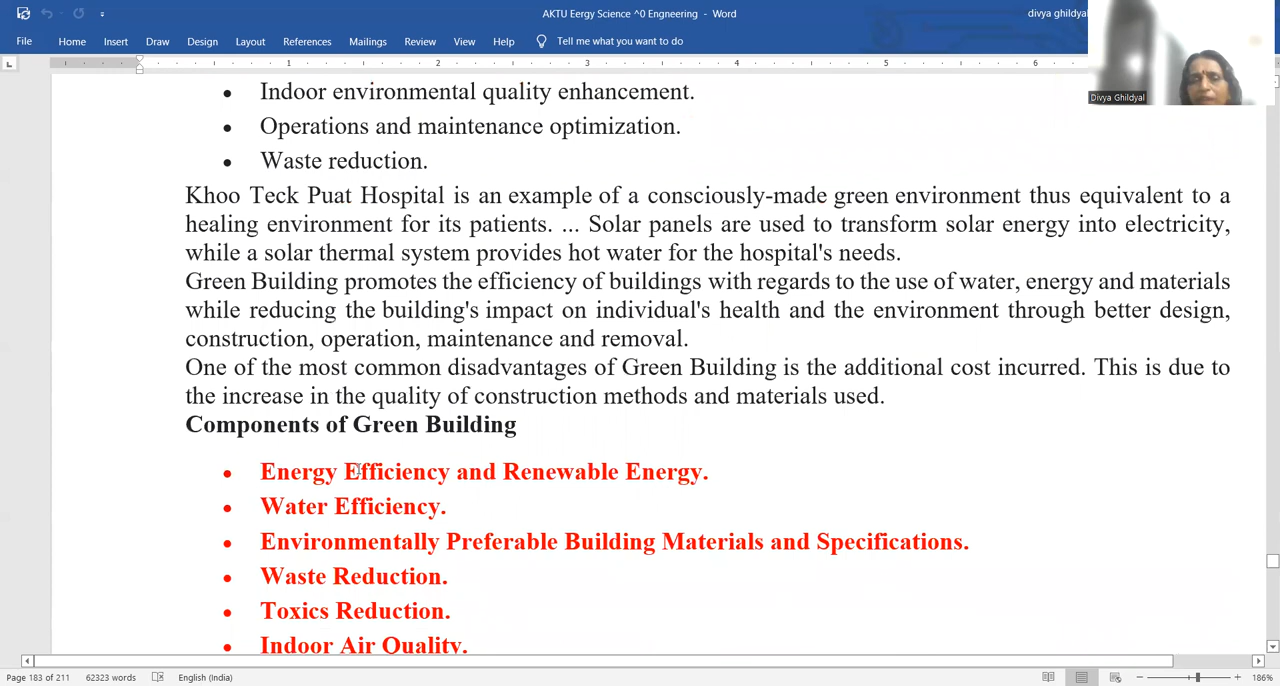 AKTU Eergy Science ^0 Engneering - Word
divya ghildyal
File Home Insert Draw Design Layout References Mailings Review View Help Tell me what you want to do
1 2 3 4 5 6
Divya Ghildyal
• Indoor environmental quality enhancement.
• Operations and maintenance optimization.
• Waste reduction.
Khoo Teck Puat Hospital is an example of a consciously-made green environment thus equivalent to a
healing environment for its patients. ... Solar panels are used to transform solar energy into electricity,
while a solar thermal system provides hot water for the hospital's needs.
Green Building promotes the efficiency of buildings with regards to the use of water, energy and materials
while reducing the building's impact on individual's health and the environment through better design,
construction, operation, maintenance and removal.
One of the most common disadvantages of Green Building is the additional cost incurred. This is due to
the increase in the quality of construction methods and materials used.
Components of Green Building
• Energy Efficiency and Renewable Energy.
• Water Efficiency.
• Environmentally Preferable Building Materials and Specifications.
• Waste Reduction.
• Toxics Reduction.
• Indoor Air Quality.
Page 183 of 211 62323 words English (India) 186%